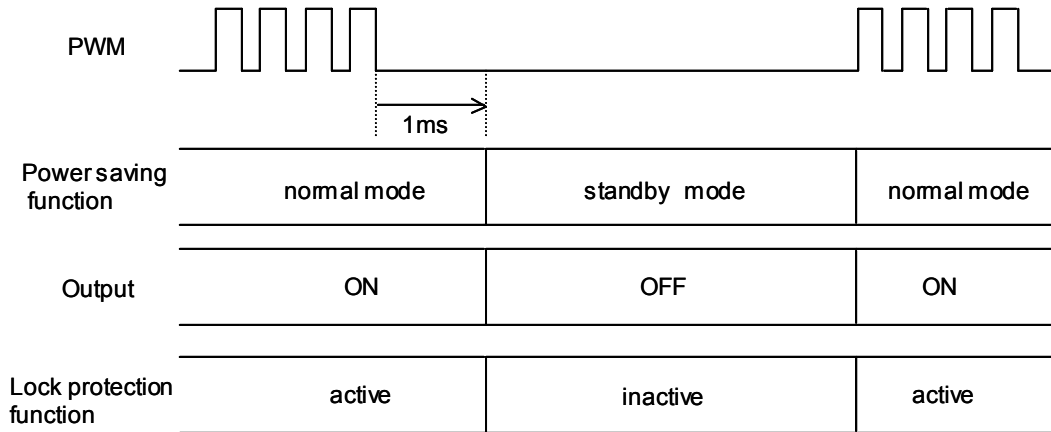 PWM
1ms
Power saving
function
normal mode
standby mode
normal mode
Output
ON
OFF
ON
Lock protection
function
active
inactive
active